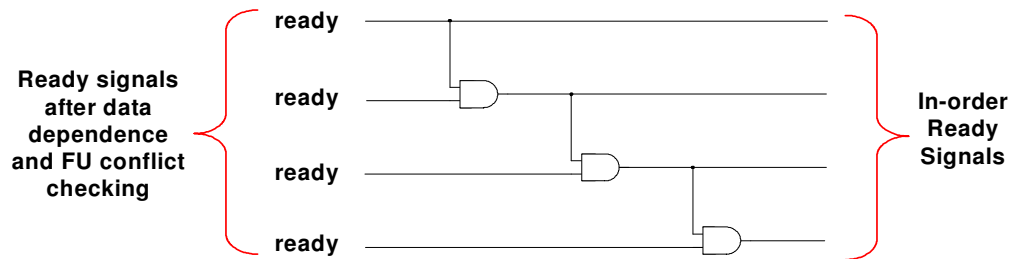 Ready signals
after data
dependence
and FU conflict
checking
ready
ready
ready
ready
In-order
Ready
Signals